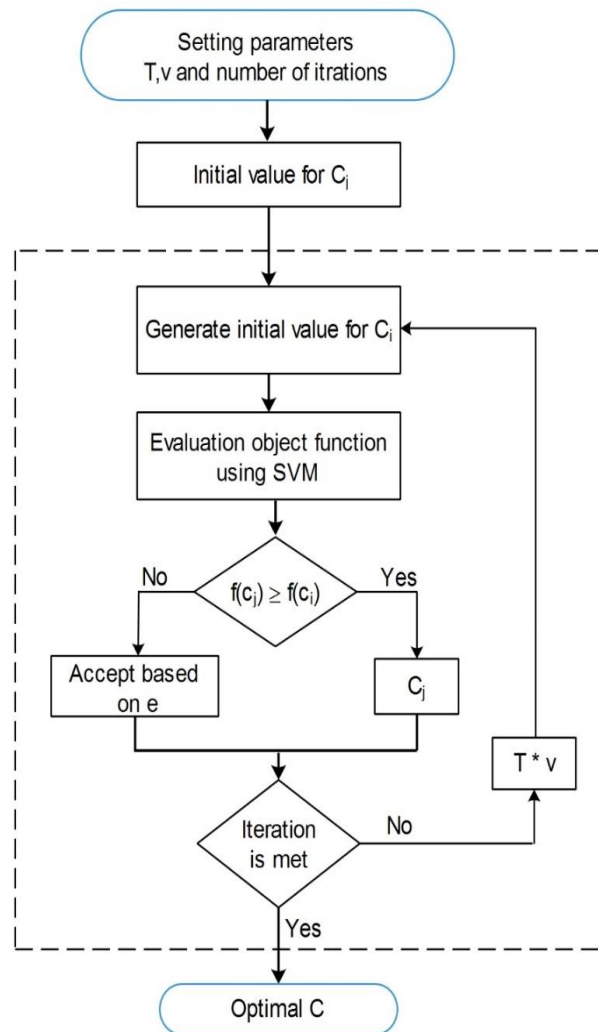 Setting parameters
T,v and number of itrations
Initial value for Cj
Generate initial value for Ci
Evaluation object function
using SVM
No
f(cj) ≥ f(ci)
Yes
Accept based
on e
Cj
T * v
Iteration
is met
No
Yes
Optimal C